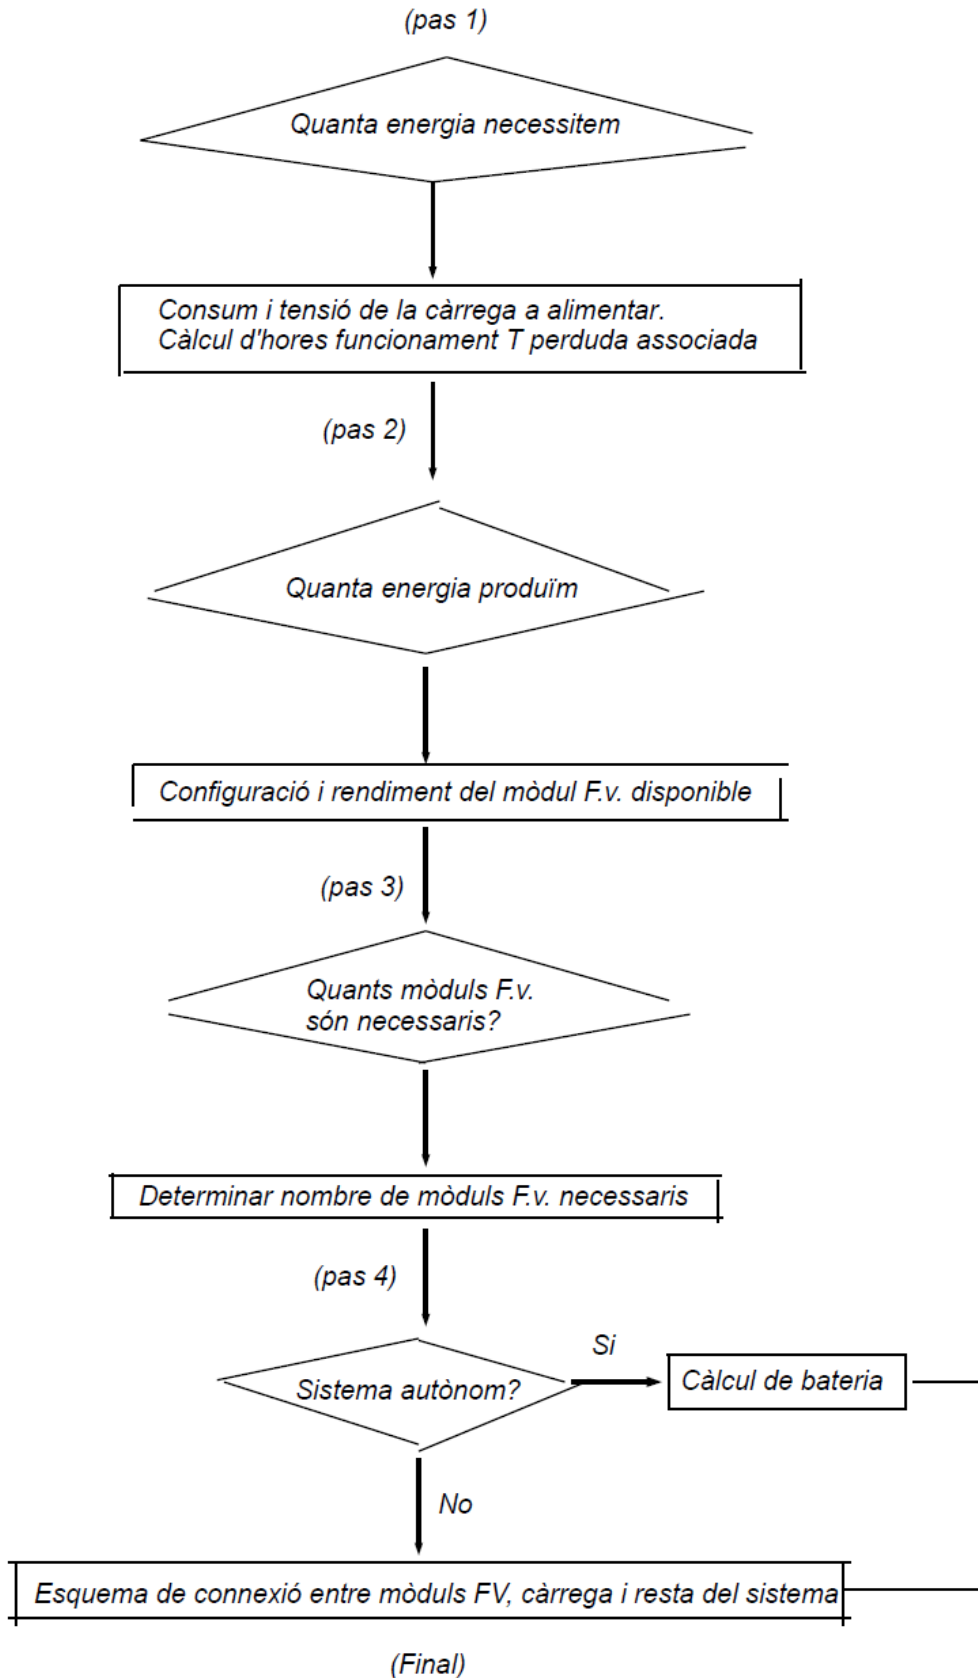 (pas 1)
Quanta energia necessitem
Consum i tensió de la càrrega a alimentar.
Càlcul d'hores funcionament T perduda associada
(pas 2)
Quanta energia produïm
Configuració i rendiment del mòdul F.v. disponible
(pas 3)
Quants mòduls F.v.
són necessaris?
Determinar nombre de mòduls F.v. necessaris
(pas 4)
Sistema autònom?
Si
Càlcul de bateria
No
Esquema de connexió entre mòduls FV, càrrega i resta del sistema
(Final)